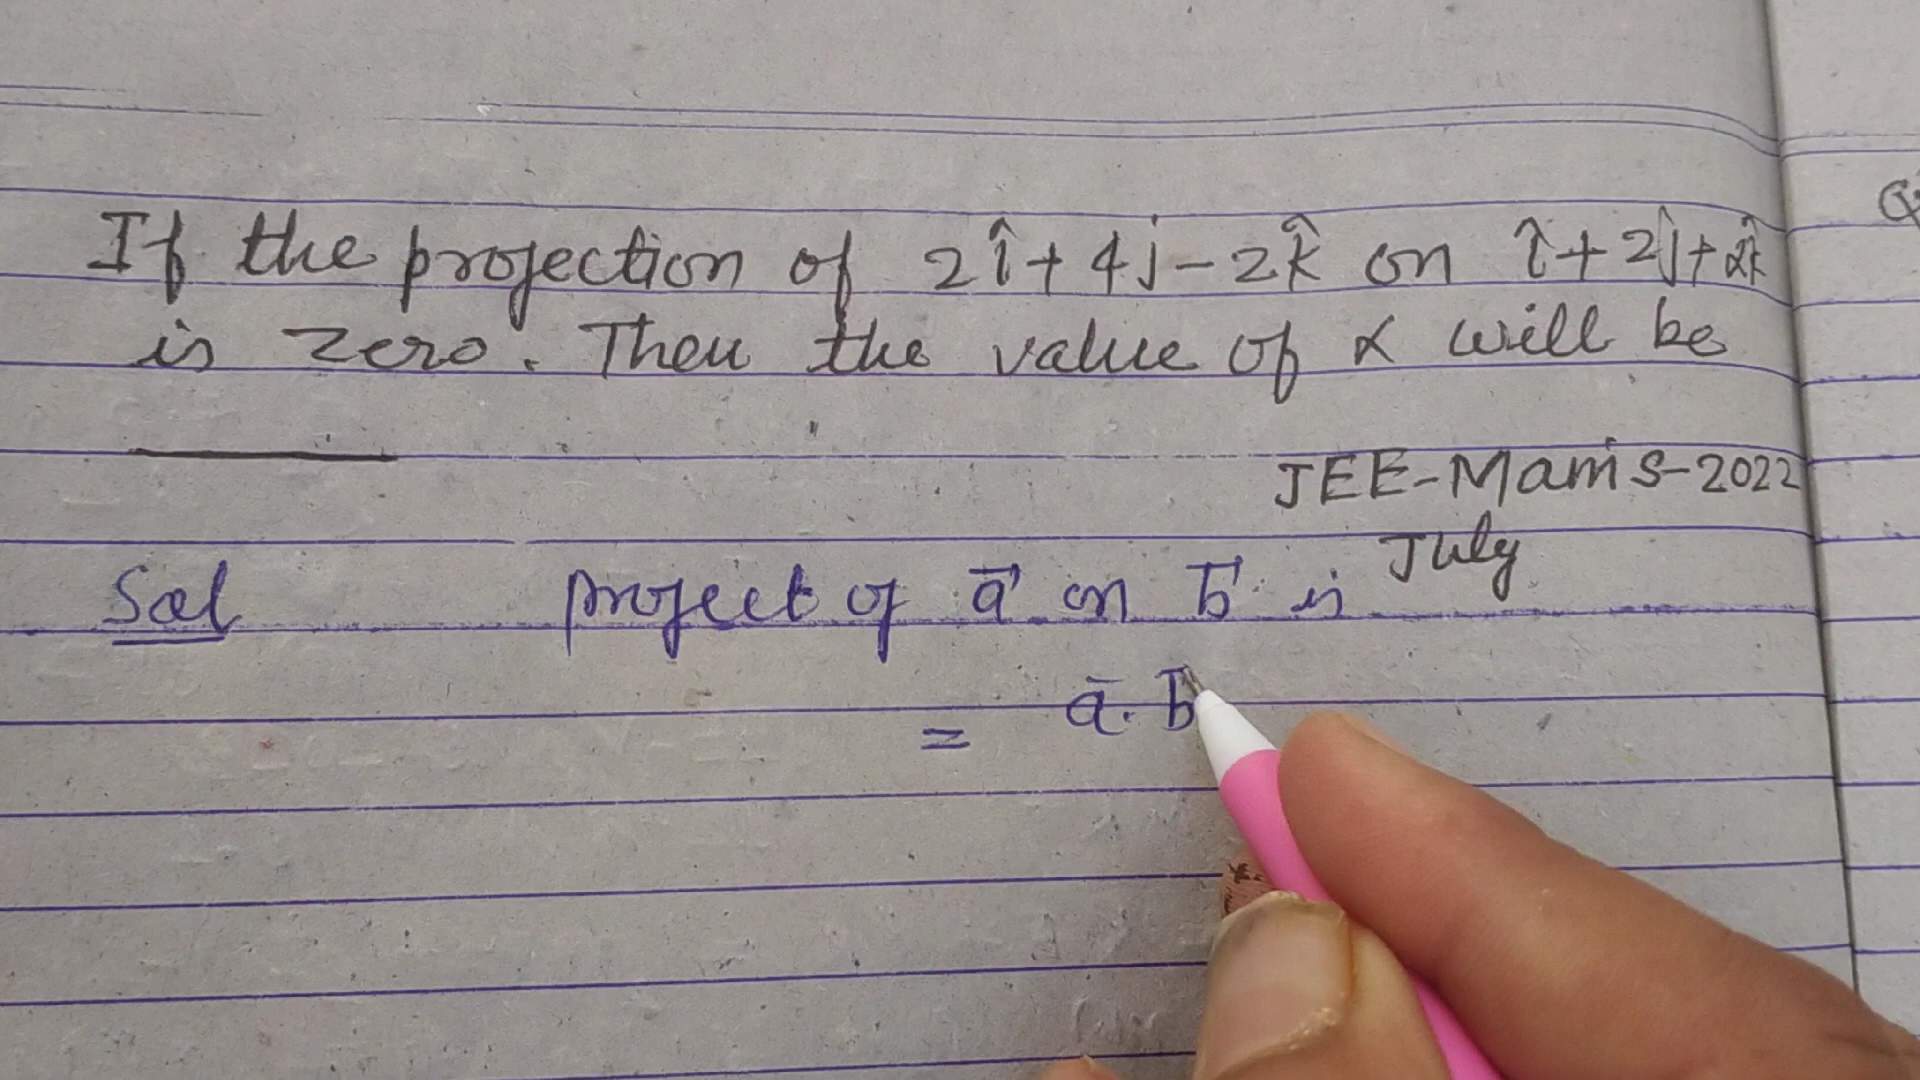 If the projection of 2î + 4j - 2k̂ on î + 2ĵ + αk̂
is zero. Then the value of α will be
JEE-Mains-2022
July
Sol project of a⃗ on b⃗ is
= ā. b̄